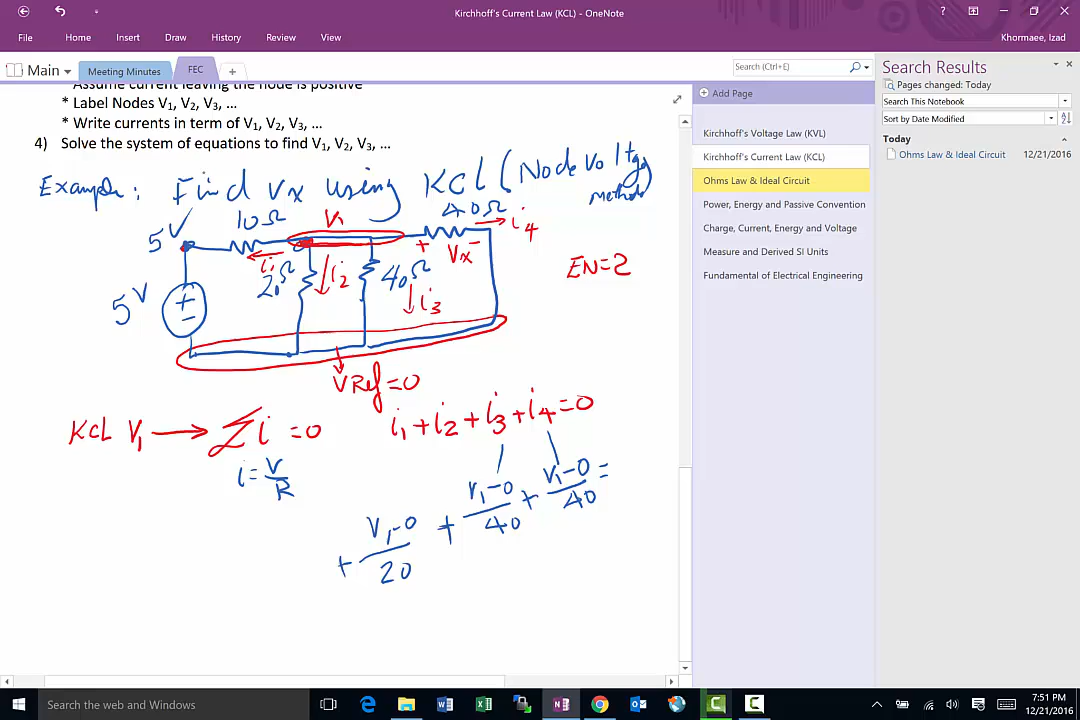 Kirchhoff's Current Law (KCL) - OneNote
?
Khormaee, Izad
File Home Insert Draw History Review View
Main
Meeting Minutes
FEC
+
Search (Ctrl+E)
* Assume current leaving the node is positive
* Label Nodes V₁, V₂, V₃, ...
* Write currents in term of V₁, V₂, V₃, ...
4) Solve the system of equations to find V₁, V₂, V₃, ...
Example: Find Vx using KCL (Node Voltage
method
5V
10Ω
V₁
40Ω
i₄
+ Vx -
i₁
20Ω
i₂
40Ω
i₃
EN=2
5V
+
-
VRef=0
KCL V₁ → Σi =0
i₁+i₂+i₃+i₄=0
i=V/R
+ V₁-0/20 + V₁-0/40 + V₁-0/40 =
Add Page
Kirchhoff's Voltage Law (KVL)
Kirchhoff's Current Law (KCL)
Ohms Law & Ideal Circuit
Power, Energy and Passive Convention
Charge, Current, Energy and Voltage
Measure and Derived SI Units
Fundamental of Electrical Engineering
Search Results
Pages changed: Today
Search This Notebook
Sort by Date Modified
Today
Ohms Law & Ideal Circuit 12/21/2016
Search the web and Windows
7:51 PM
12/21/2016